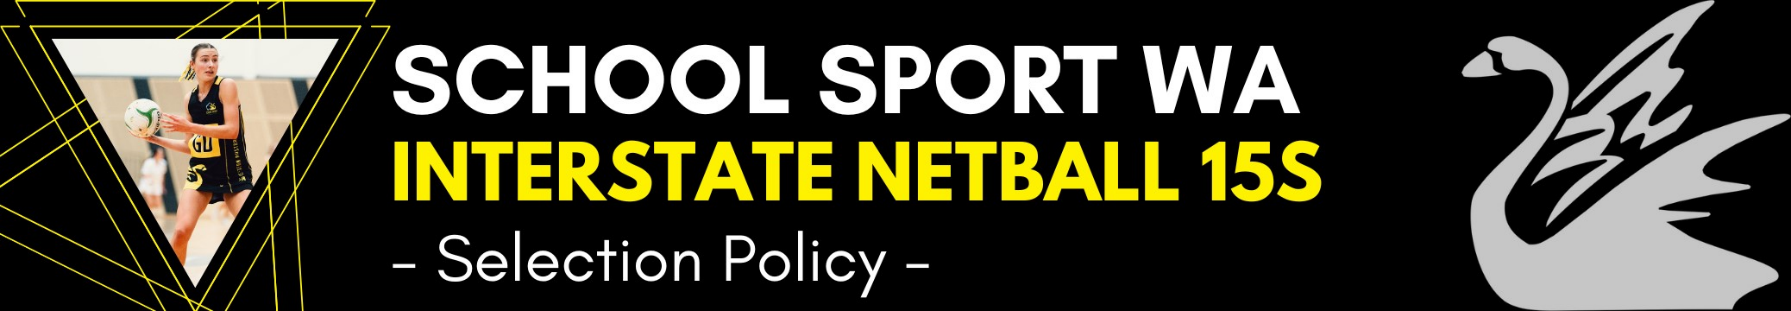 SCHOOL SPORT WA
INTERSTATE NETBALL 15S
- Selection Policy -
GD